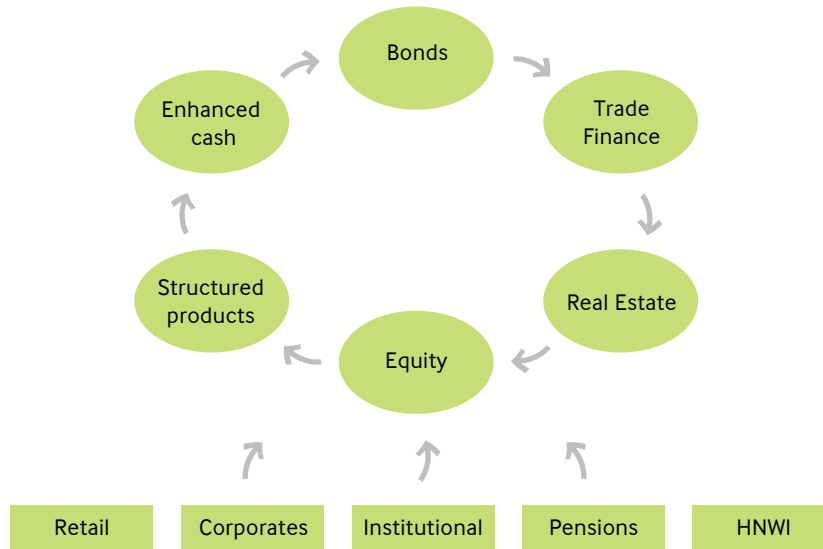 Bonds
Enhanced
cash
Trade
Finance
Structured
products
Real Estate
Equity
Retail
Corporates
Institutional
Pensions
HNWI